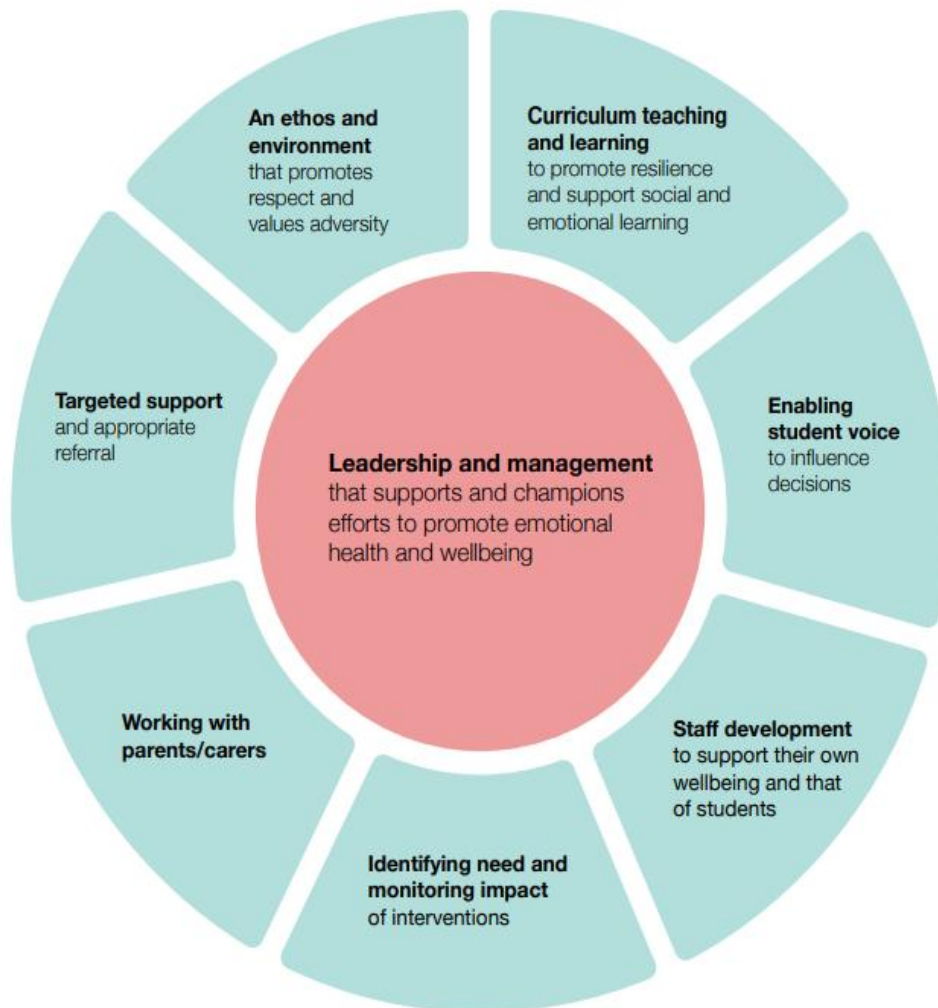 An ethos and
environment
that promotes
respect and
values adversity
Curriculum teaching
and learning
to promote resilience
and support social and
emotional learning
Enabling
student voice
to influence
decisions
Staff development
to support their own
wellbeing and that
of students
Identifying need and
monitoring impact
of interventions
Working with
parents/carers
Targeted support
and appropriate
referral
Leadership and management
that supports and champions
efforts to promote emotional
health and wellbeing